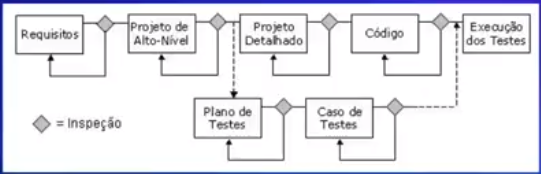 Requisitos
Projeto de
Alto-Nível
Projeto
Detalhado
Código
Execução
dos Testes
Plano de
Testes
Caso de
Testes
= Inspeção